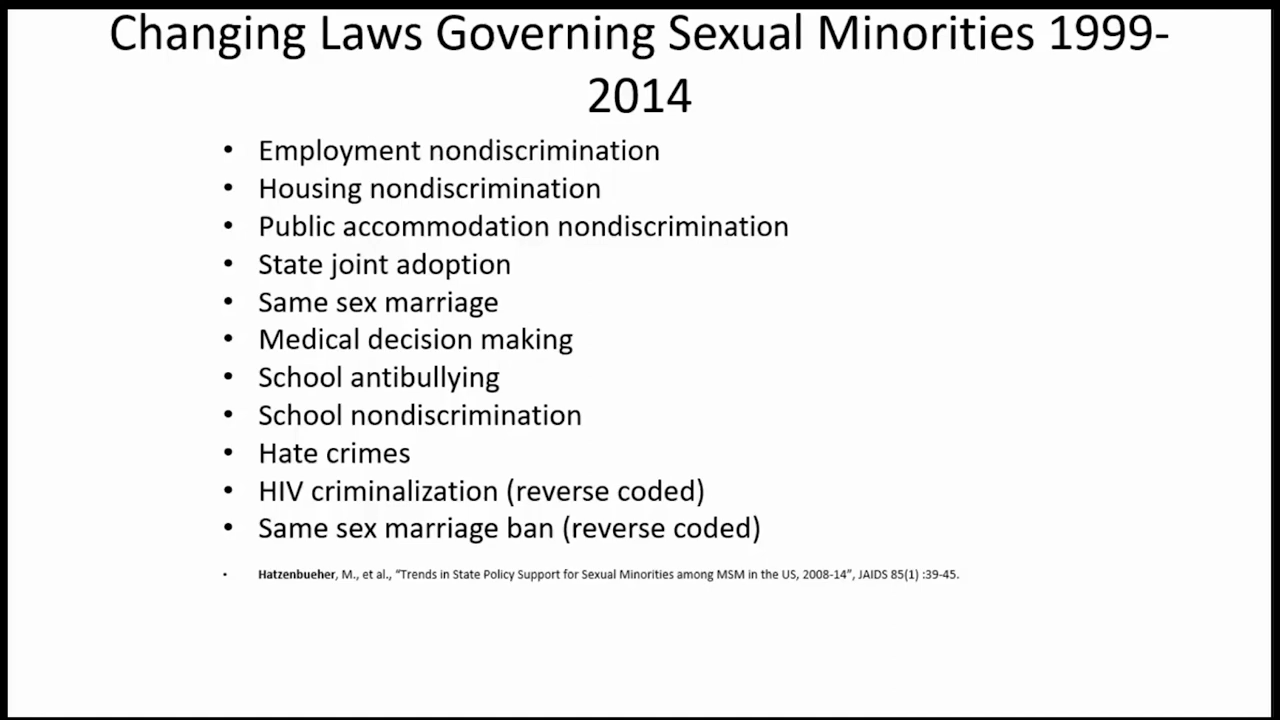 Changing Laws Governing Sexual Minorities 1999-
2014
• Employment nondiscrimination
• Housing nondiscrimination
• Public accommodation nondiscrimination
• State joint adoption
• Same sex marriage
• Medical decision making
• School antibullying
• School nondiscrimination
• Hate crimes
• HIV criminalization (reverse coded)
• Same sex marriage ban (reverse coded)
• Hatzenbueher, M., et al., “Trends in State Policy Support for Sexual Minorities among MSM in the US, 2008-14”, JAIDS 85(1) :39-45.